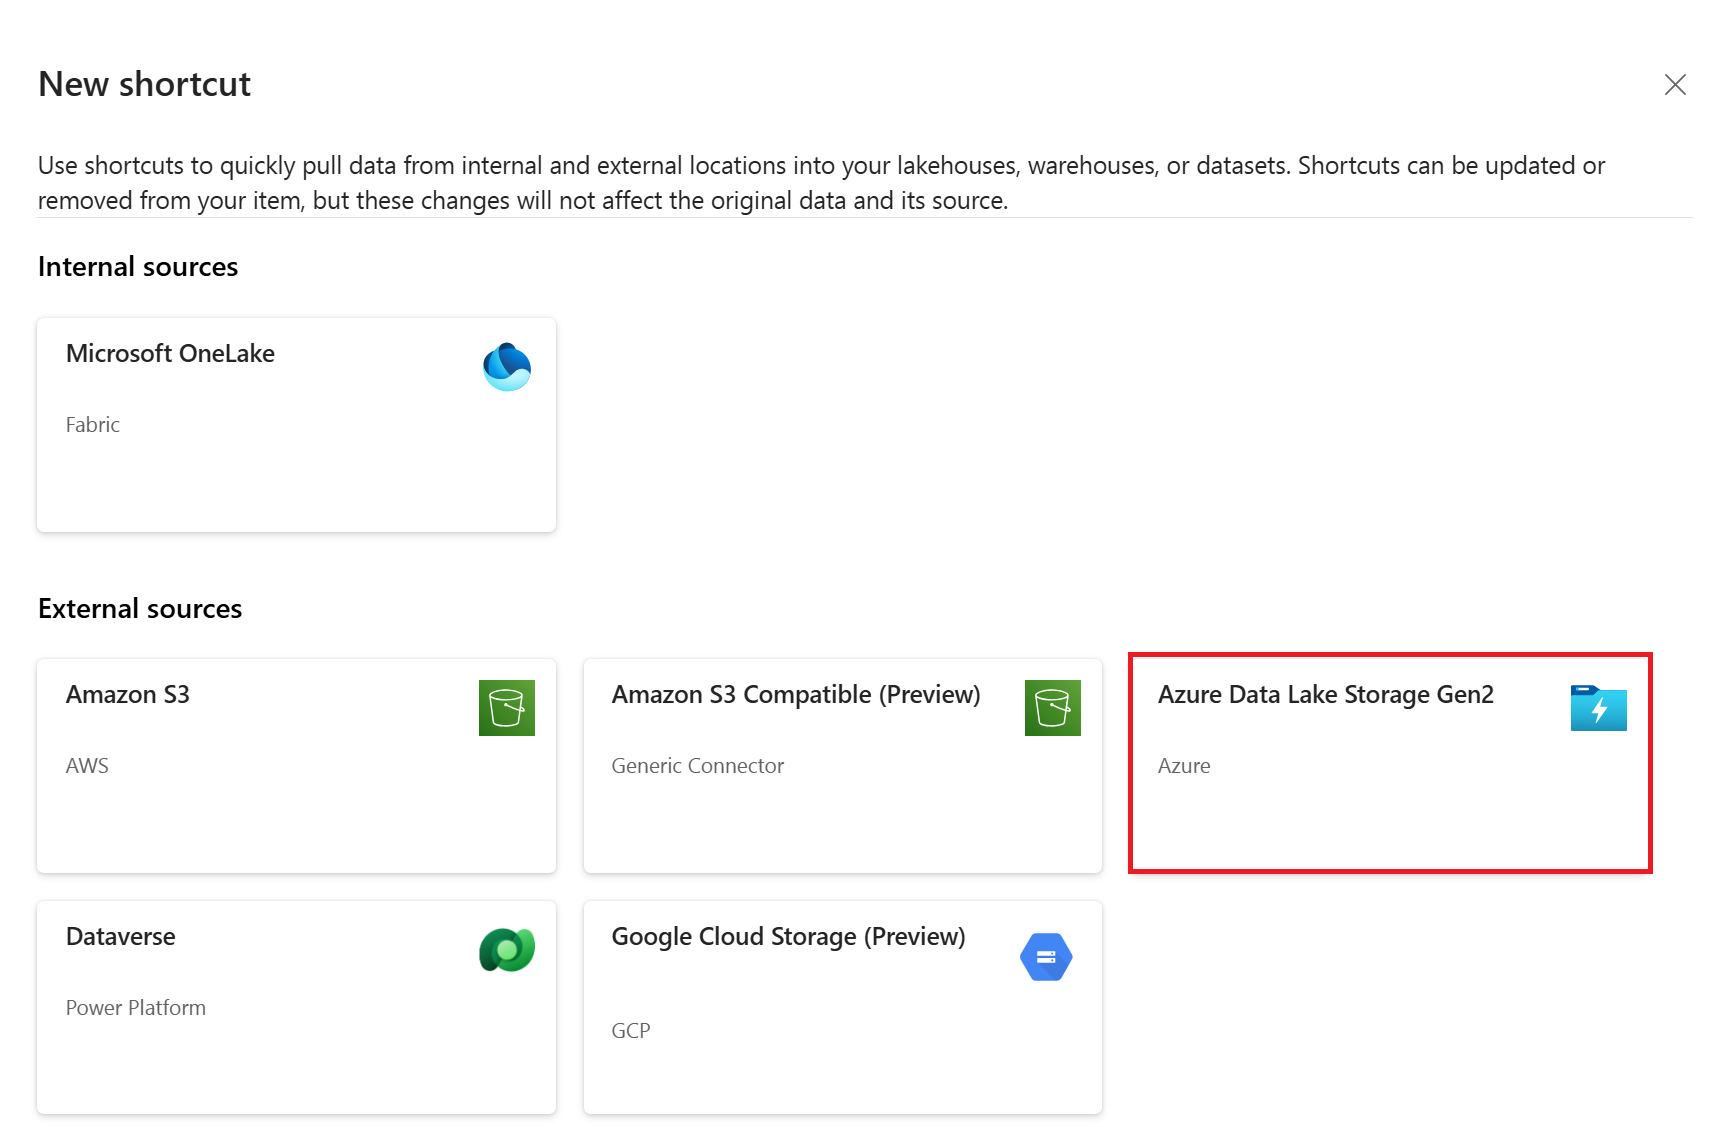 New shortcut
Use shortcuts to quickly pull data from internal and external locations into your lakehouses, warehouses, or datasets. Shortcuts can be updated or
removed from your item, but these changes will not affect the original data and its source.
Internal sources
Microsoft OneLake
Fabric
External sources
Amazon S3
AWS
Amazon S3 Compatible (Preview)
Generic Connector
Azure Data Lake Storage Gen2
Azure
Dataverse
Power Platform
Google Cloud Storage (Preview)
GCP